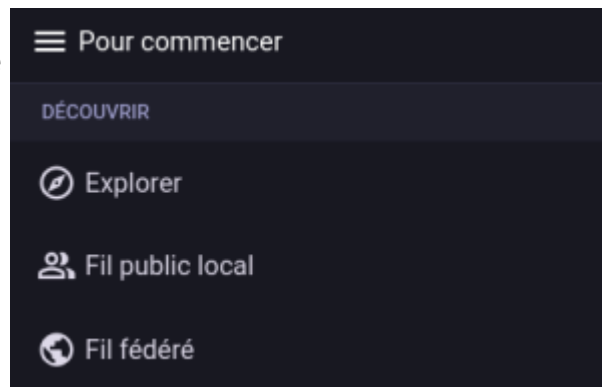 Pour commencer
DÉCOUVRIR
Explorer
Fil public local
Fil fédéré